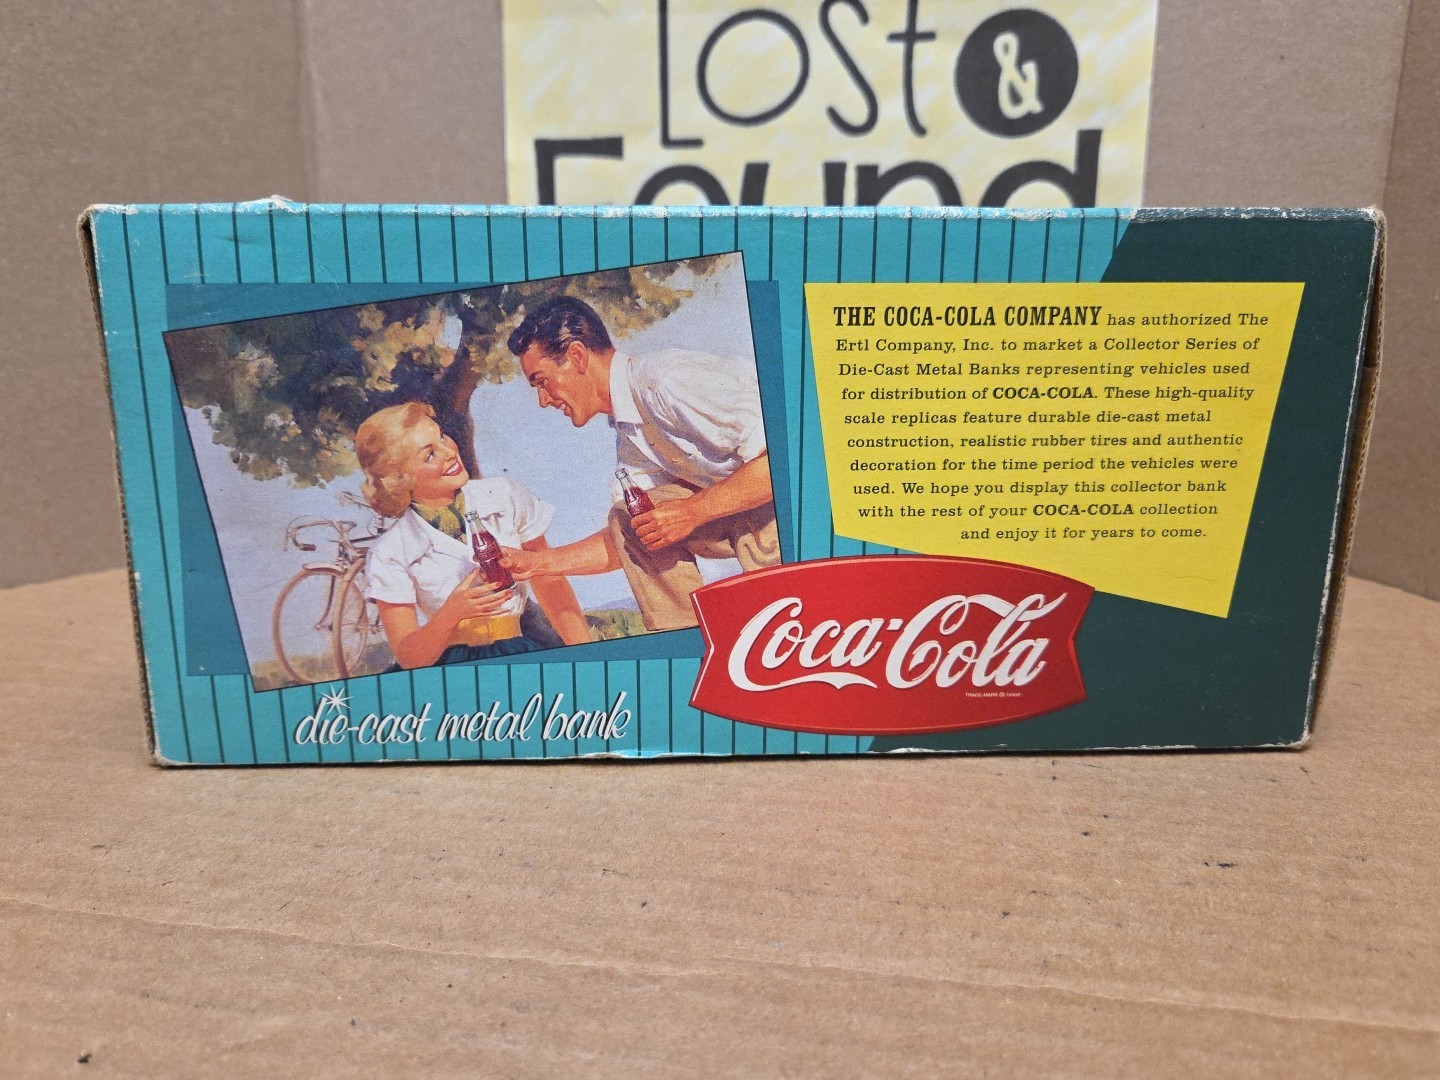 Lost &
Found
THE COCA-COLA COMPANY has authorized The
Ertl Company, Inc. to market a Collector Series of
Die-Cast Metal Banks representing vehicles used
for distribution of COCA-COLA. These high-quality
scale replicas feature durable die-cast metal
construction, realistic rubber tires and authentic
decoration for the time period the vehicles were
used. We hope you display this collector bank
with the rest of your COCA-COLA collection
and enjoy it for years to come.
Coca-Cola
TRADE-MARK ®
die-cast metal bank